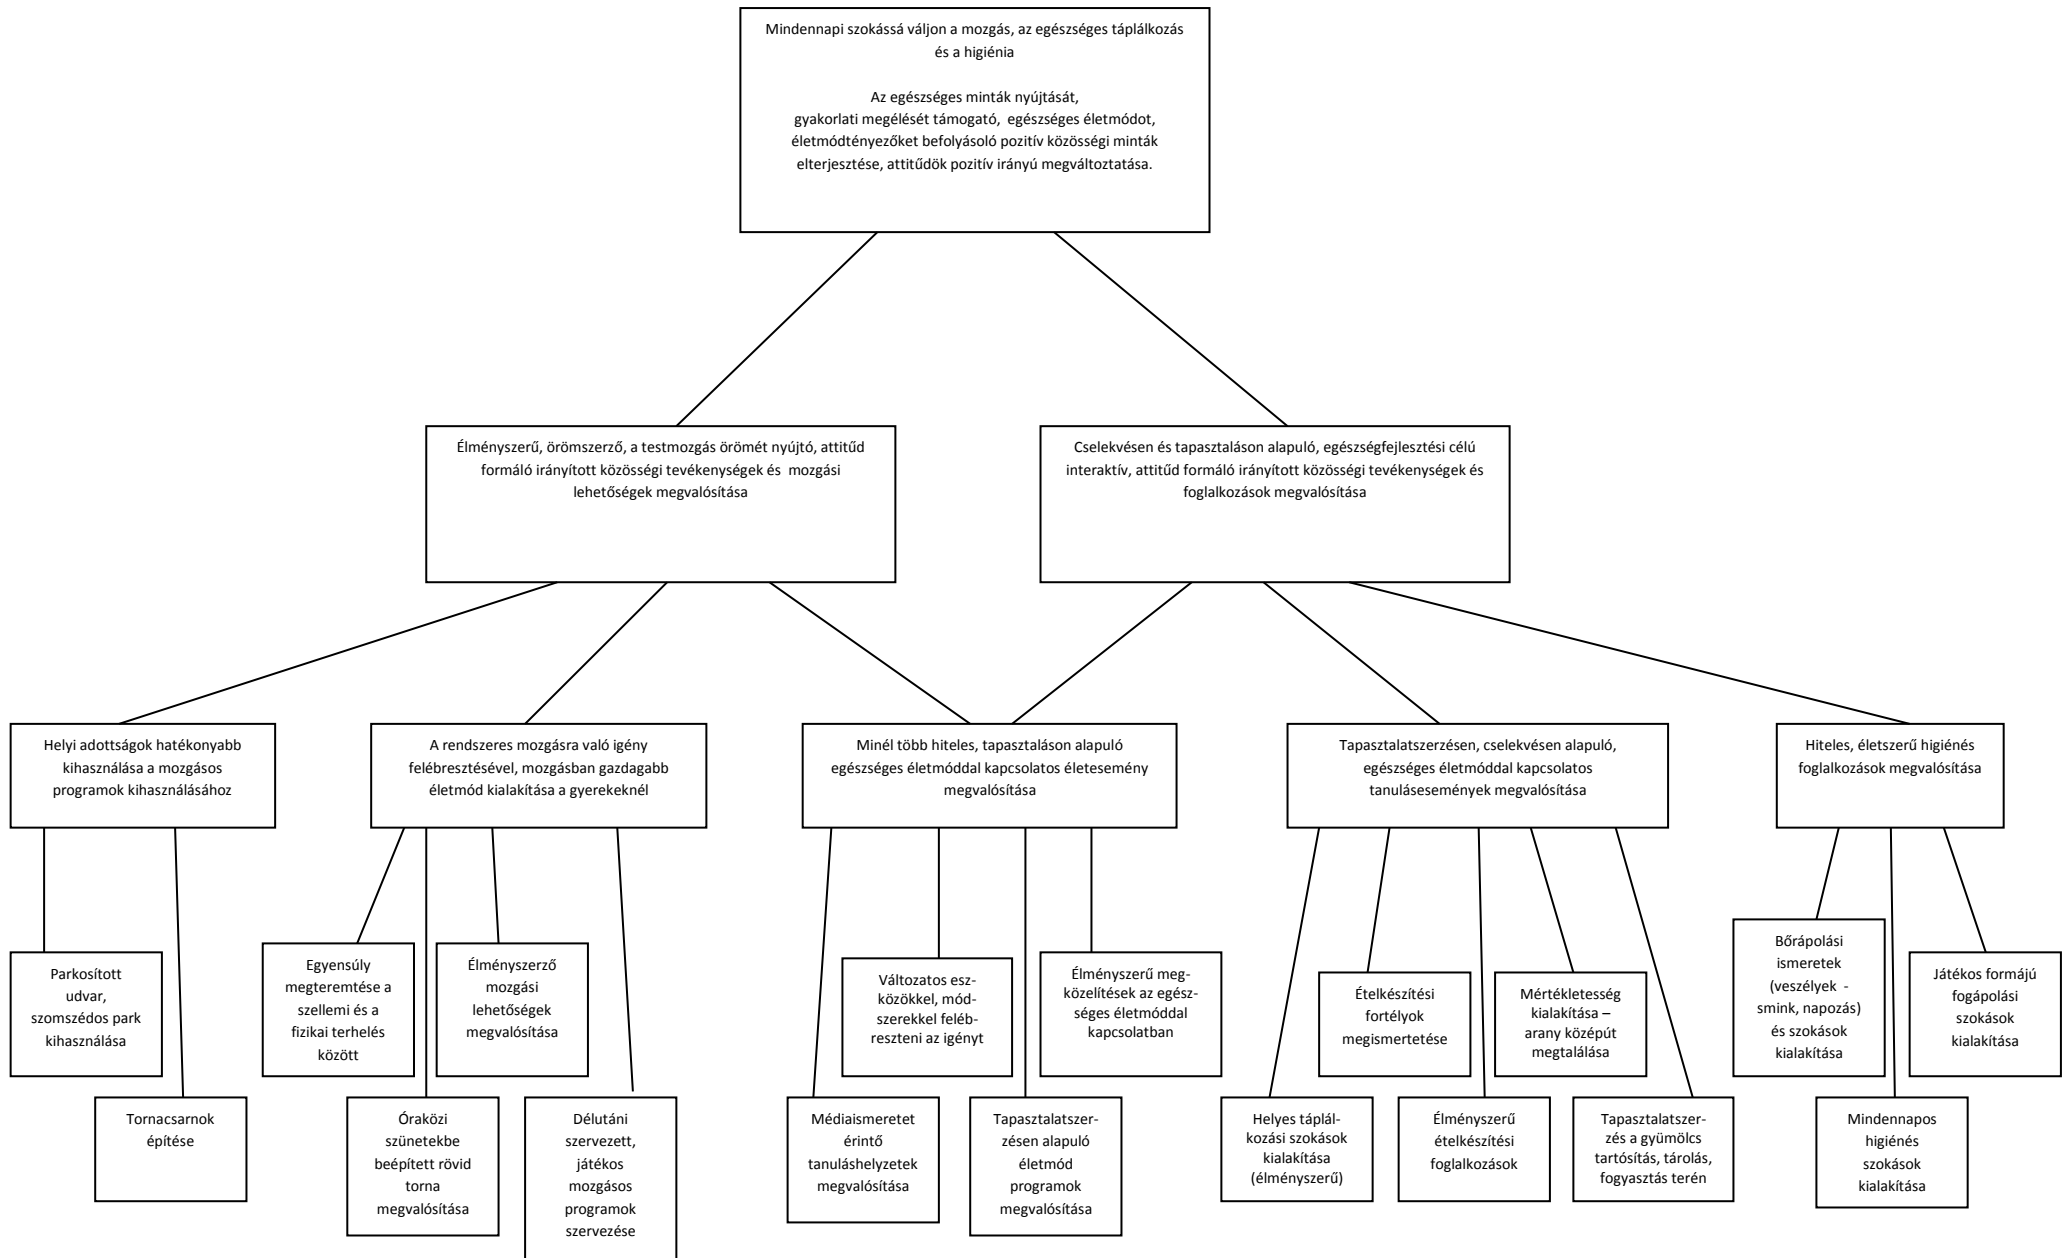 Mindennapi szokássá váljon a mozgás, az egészséges táplálkozás
és a higiénia
Az egészséges minták nyújtását,
gyakorlati megélését támogató, egészséges életmódot,
életmódtényezőket befolyásoló pozitív közösségi minták
elterjesztése, attitűdök pozitív irányú megváltoztatása.
Élményszerű, örömszerző, a testmozgás örömét nyújtó, attitűd
formáló irányított közösségi tevékenységek és mozgási
lehetőségek megvalósítása
Cselekvésen és tapasztaláson alapuló, egészségfejlesztési célú
interaktív, attitűd formáló irányított közösségi tevékenységek és
foglalkozások megvalósítása
Helyi adottságok hatékonyabb
kihasználása a mozgásos
programok kihasználásához
A rendszeres mozgásra való igény
felébresztésével, mozgásban gazdagabb
életmód kialakítása a gyerekeknél
Minél több hiteles, tapasztaláson alapuló
egészséges életmóddal kapcsolatos életesemény
megvalósítása
Tapasztalatszerzésen, cselekvésen alapuló,
egészséges életmóddal kapcsolatos
tanulásesemények megvalósítása
Hiteles, életszerű higiénés
foglalkozások megvalósítása
Parkosított
udvar,
szomszédos park
kihasználása
Tornacsarnok
építése
Egyensúly
megteremtése a
szellemi és a
fizikai terhelés
között
Óraközi
szünetekbe
beépített rövid
torna
megvalósítása
Élményszerző
mozgási
lehetőségek
megvalósítása
Délutáni
szervezett,
játékos
mozgásos
programok
szervezése
Médiaismeretet
érintő
tanuláshelyzetek
megvalósítása
Változatos esz-
közökkel, mód-
szerekkel feléb-
reszteni az igényt
Tapasztalatszer-
zésen alapuló
életmód
programok
megvalósítása
Élményszerű meg-
közelítések az egész-
séges életmóddal
kapcsolatban
Helyes táplál-
kozási szokások
kialakítása
(élményszerű)
Ételkészítési
fortélyok
megismertetése
Élményszerű
ételkészítési
foglalkozások
Mértékletesség
kialakítása –
arany középút
megtalálása
Tapasztalatszer-
zés a gyümölcs
tartósítás, tárolás,
fogyasztás terén
Bőrápolási
ismeretek
(veszélyek -
smink, napozás)
és szokások
kialakítása
Mindennapos
higiénés
szokások
kialakítása
Játékos formájú
fogápolási
szokások
kialakítása